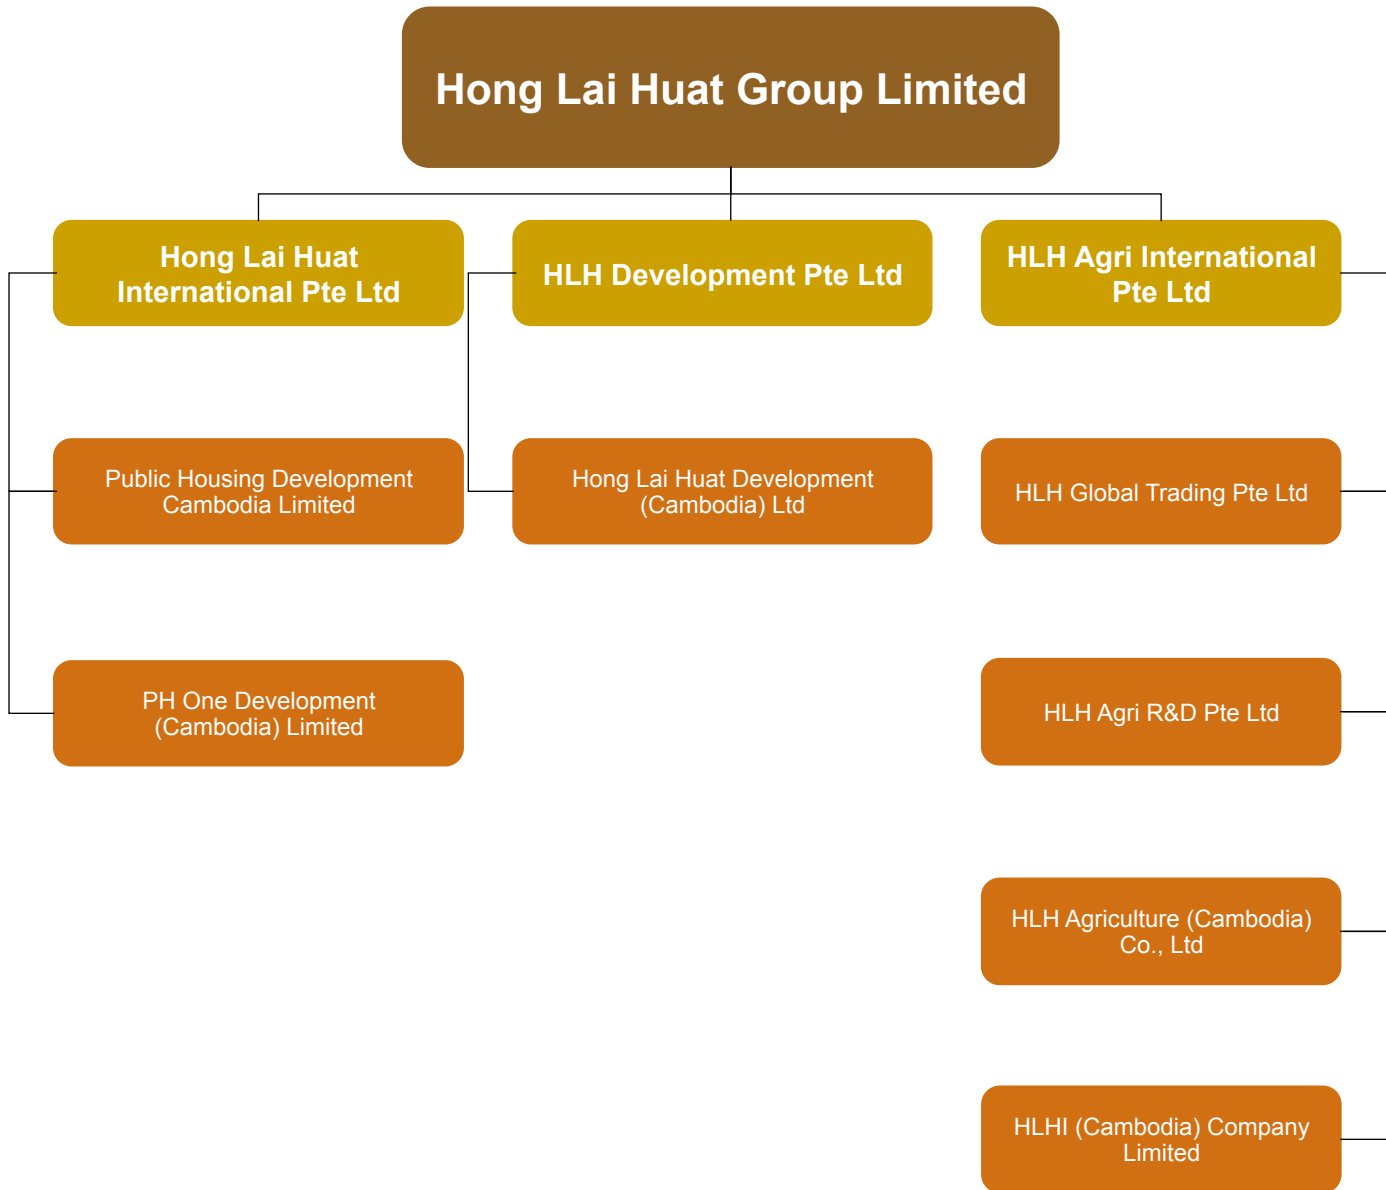 Hong Lai Huat Group Limited
Hong Lai Huat
International Pte Ltd
HLH Development Pte Ltd
HLH Agri International
Pte Ltd
Public Housing Development
Cambodia Limited
Hong Lai Huat Development
(Cambodia) Ltd
HLH Global Trading Pte Ltd
PH One Development
(Cambodia) Limited
HLH Agri R&D Pte Ltd
HLH Agriculture (Cambodia)
Co., Ltd
HLHI (Cambodia) Company
Limited